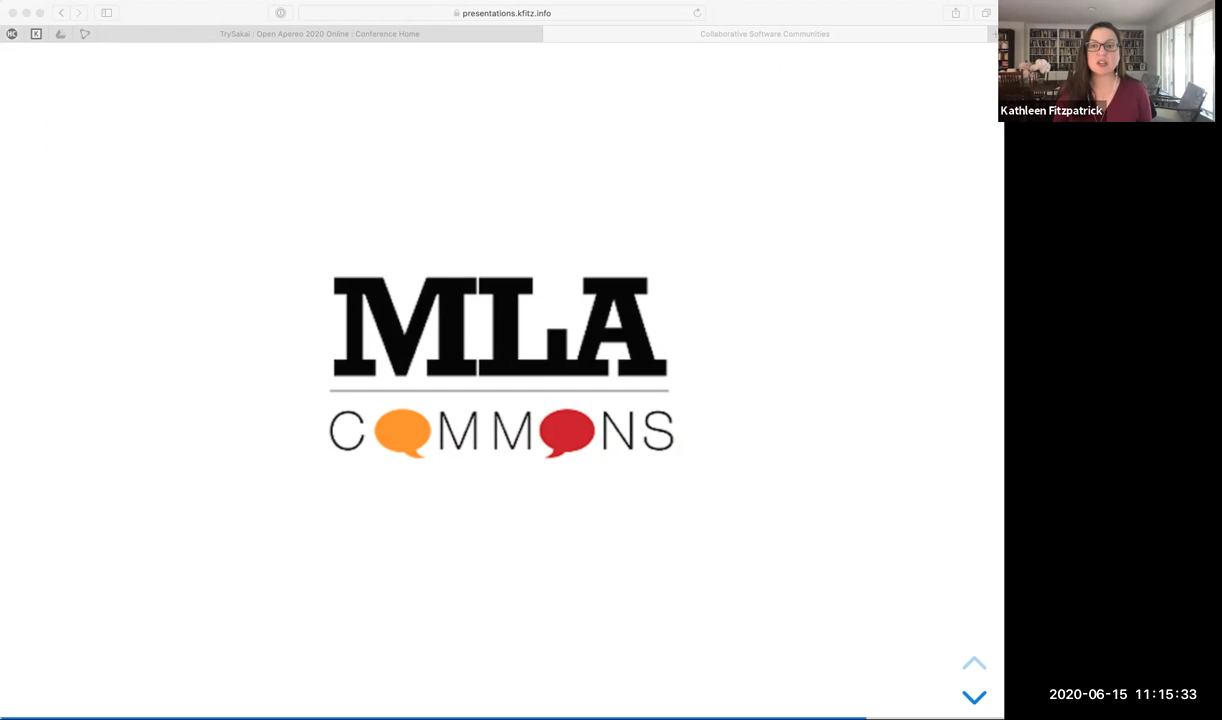 presentations.kfitz.info
TrySakai : Open Apereo 2020 Online : Conference Home
Collaborative Software Communities
Kathleen Fitzpatrick
MLA
COMMONS
2020-06-15 11:15:33